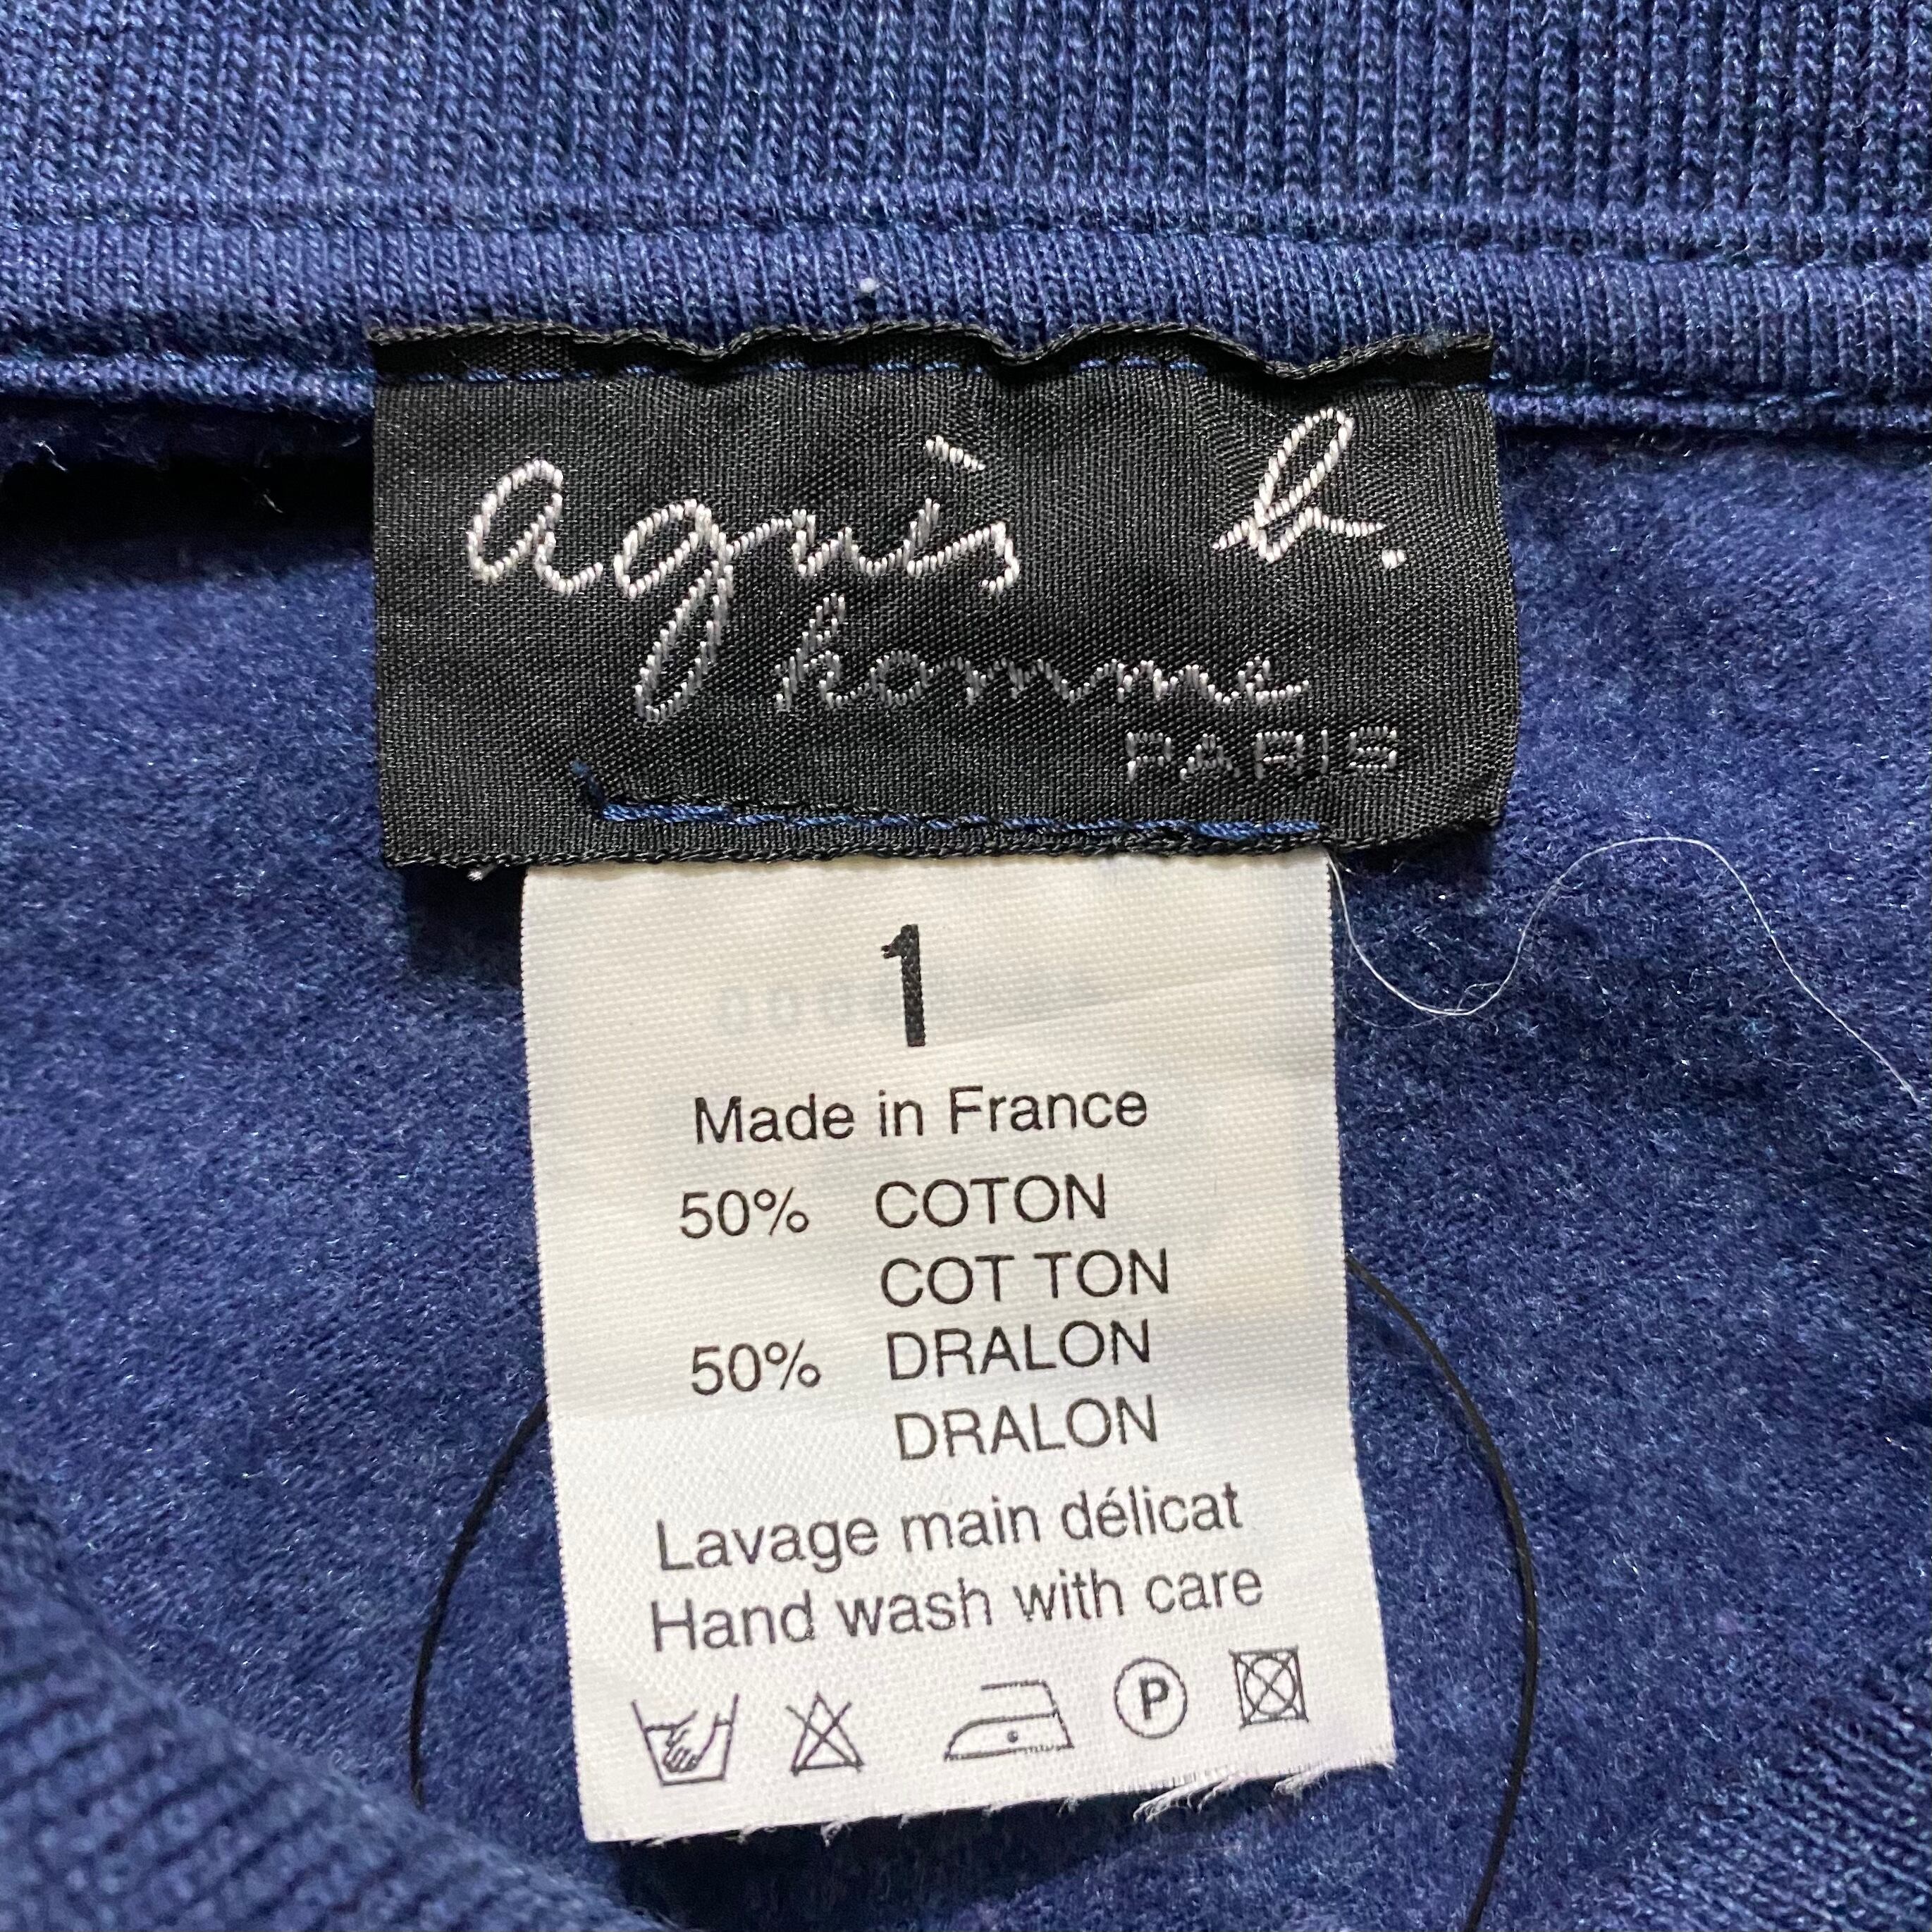 agnès b.
homme
PARIS
1
Made in France
50% COTON
COT TON
50% DRALON
DRALON
Lavage main délicat
Hand wash with care
P